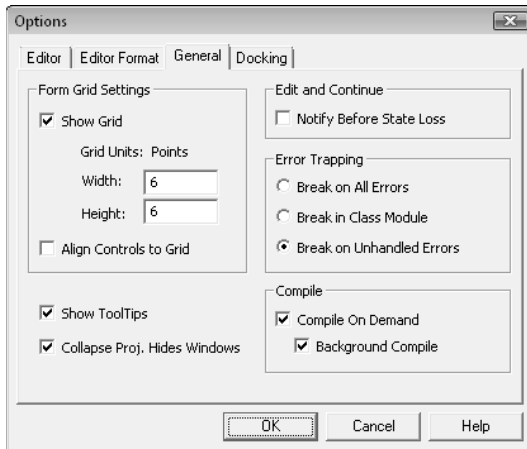 Options
Editor
Editor Format
General
Docking
Form Grid Settings
Show Grid
Grid Units: Points
Width: 6
Height: 6
Align Controls to Grid
Show ToolTips
Collapse Proj. Hides Windows
Edit and Continue
Notify Before State Loss
Error Trapping
Break on All Errors
Break in Class Module
Break on Unhandled Errors
Compile
Compile On Demand
Background Compile
OK
Cancel
Help